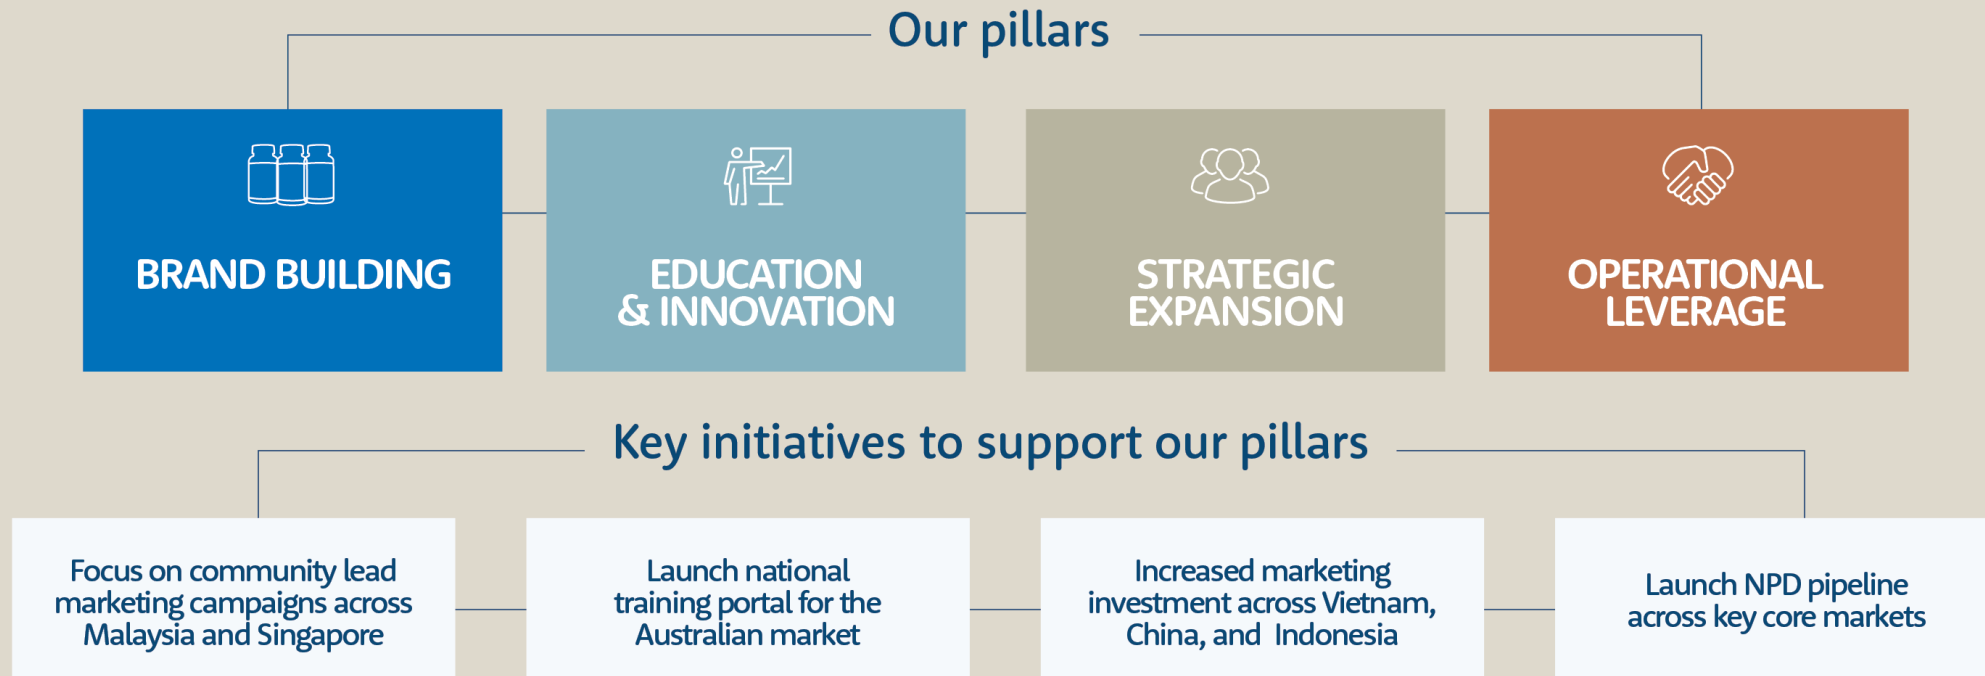 Our pillars
BRAND BUILDING
EDUCATION
& INNOVATION
STRATEGIC
EXPANSION
OPERATIONAL
LEVERAGE
Key initiatives to support our pillars
Focus on community lead
marketing campaigns across
Malaysia and Singapore
Launch national
training portal for the
Australian market
Increased marketing
investment across Vietnam,
China, and Indonesia
Launch NPD pipeline
across key core markets